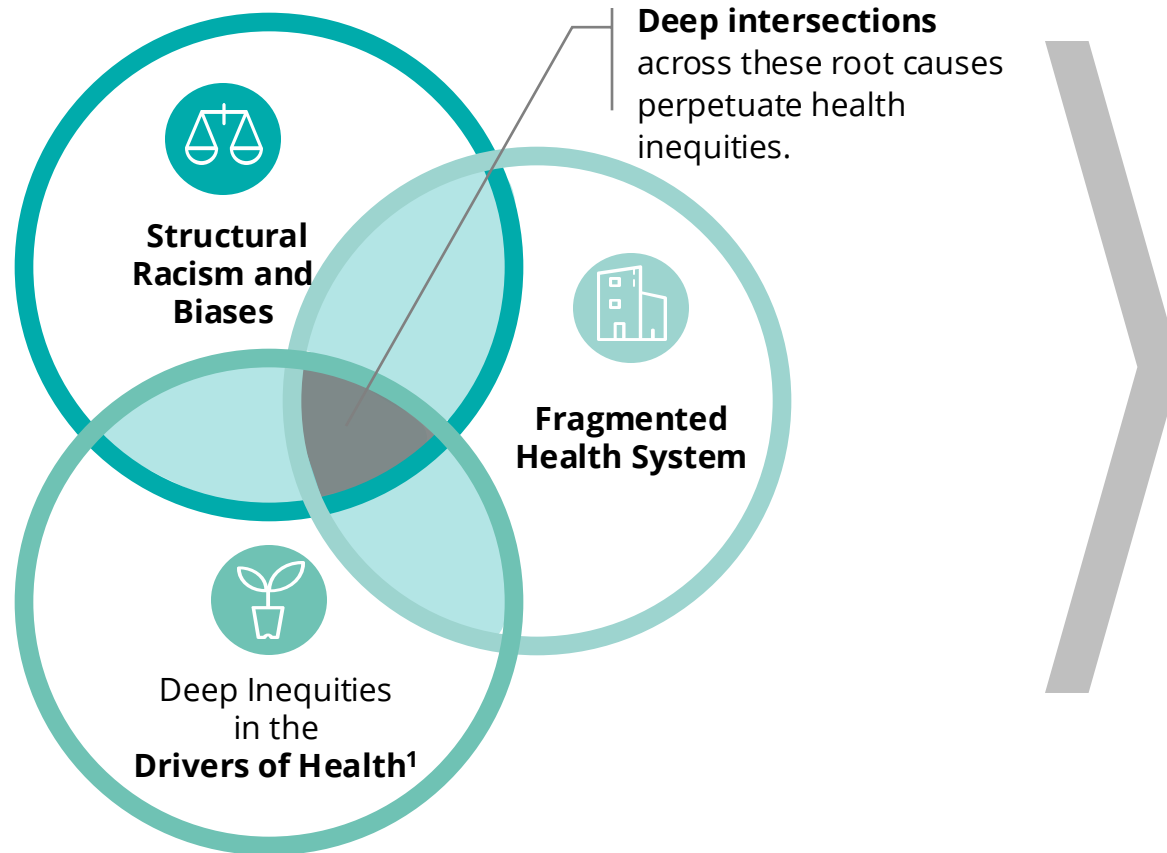 Deep intersections
across these root causes
perpetuate health
inequities.
Structural
Racism and
Biases
Fragmented
Health System
Deep Inequities
in the
Drivers of Health¹